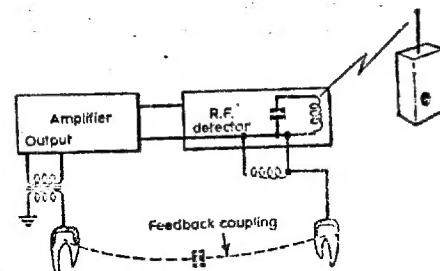 Amplifier
Output
R.F.
detector
Feedback coupling